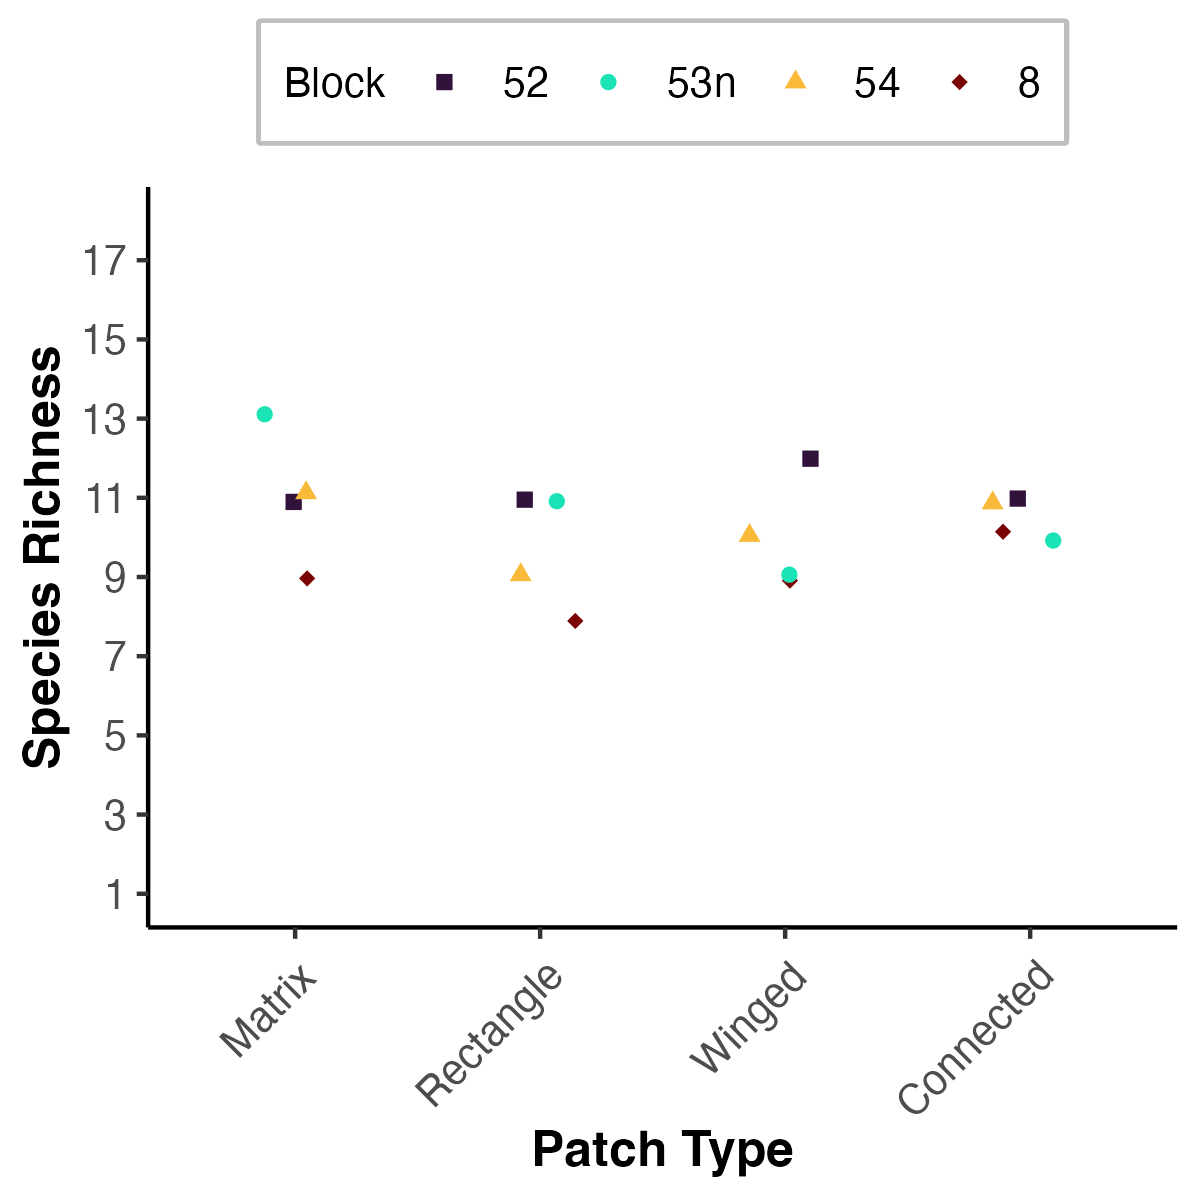 Block 52 53n 54 8
17
15
13
11
9
7
5
3
1
Species Richness
Matrix
Rectangle
Winged
Connected
Patch Type